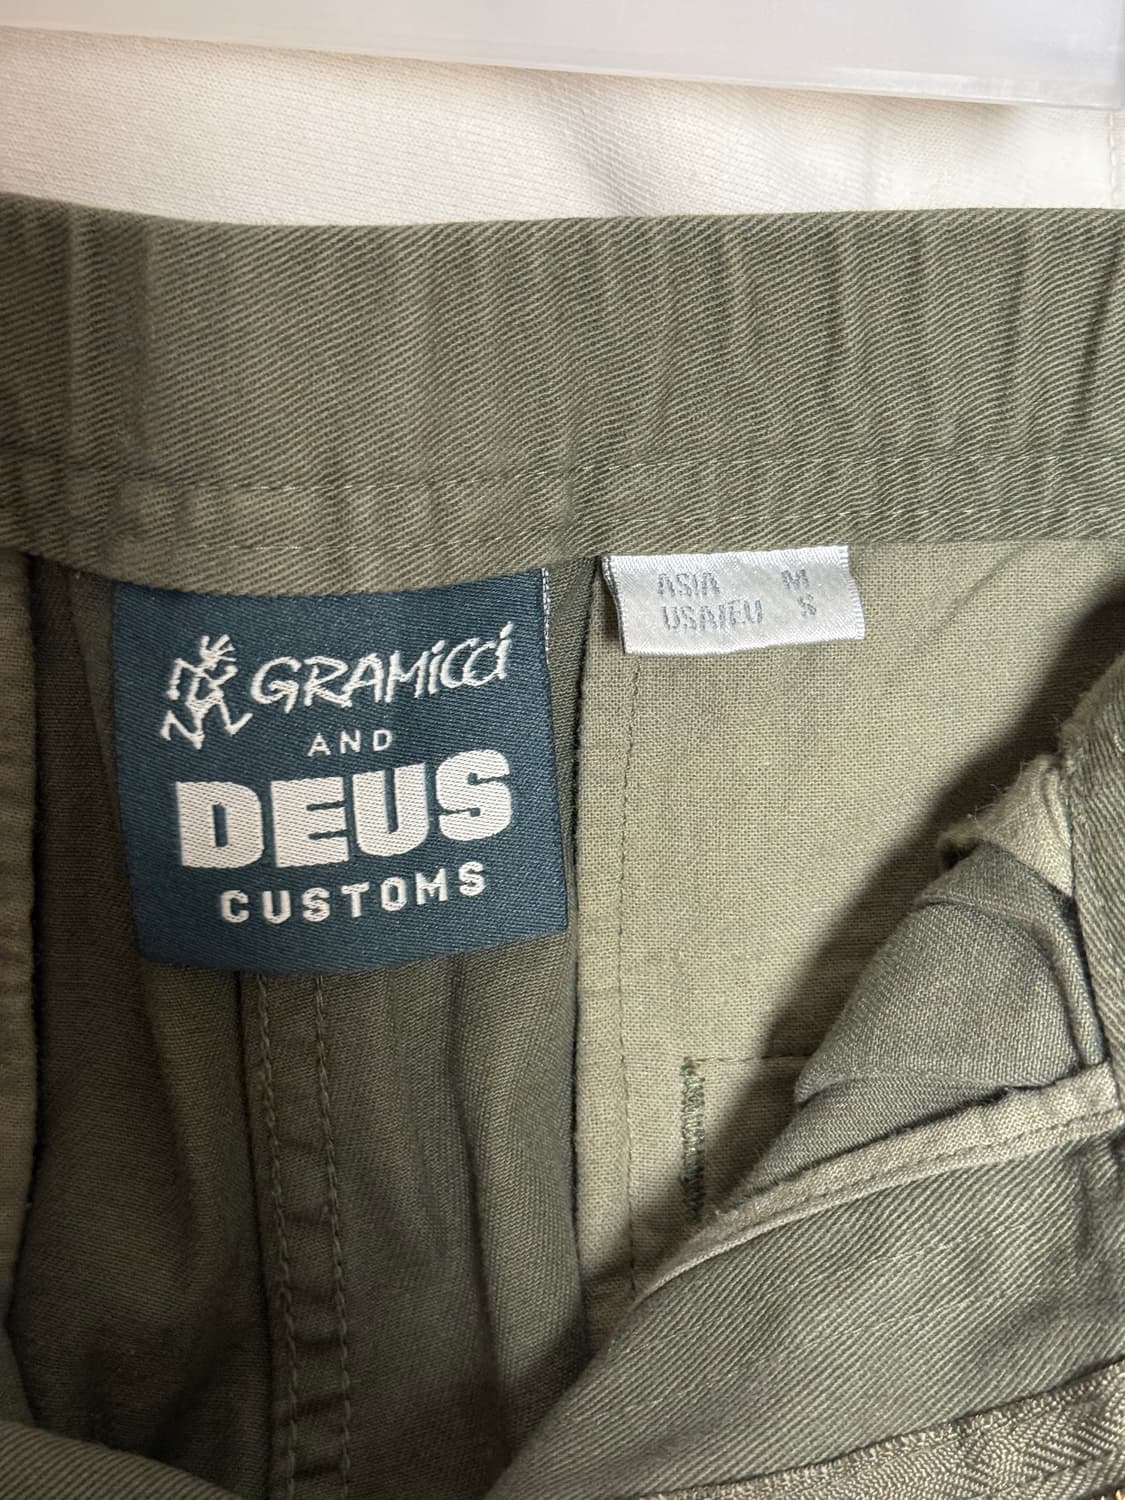 GRAMiCCi
AND
DEUS
CUSTOMS
ASIA M
USA/EU S